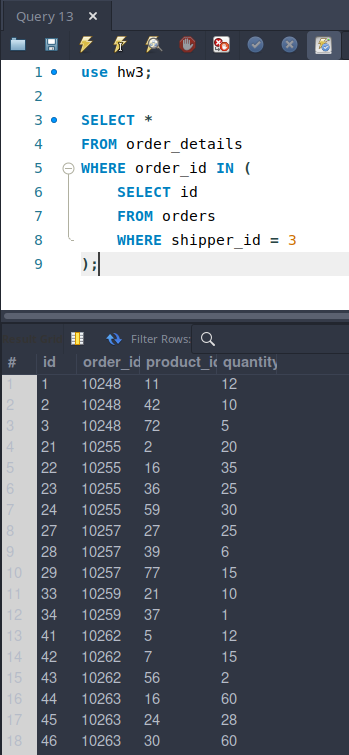 Query 13
1 use hw3;
2
3 SELECT *
4 FROM order_details
5 WHERE order_id IN (
6 SELECT id
7 FROM orders
8 WHERE shipper_id = 3
9 );
Filter Rows:
# id order_id product_id quantity
1 1 10248 11 12
2 2 10248 42 10
3 3 10248 72 5
4 21 10255 2 20
5 22 10255 16 35
6 23 10255 36 25
7 24 10255 59 30
8 27 10257 27 25
9 28 10257 39 6
10 29 10257 77 15
11 33 10259 21 10
12 34 10259 37 1
13 41 10262 5 12
14 42 10262 7 15
15 43 10262 56 2
16 44 10263 16 60
17 45 10263 24 28
18 46 10263 30 60